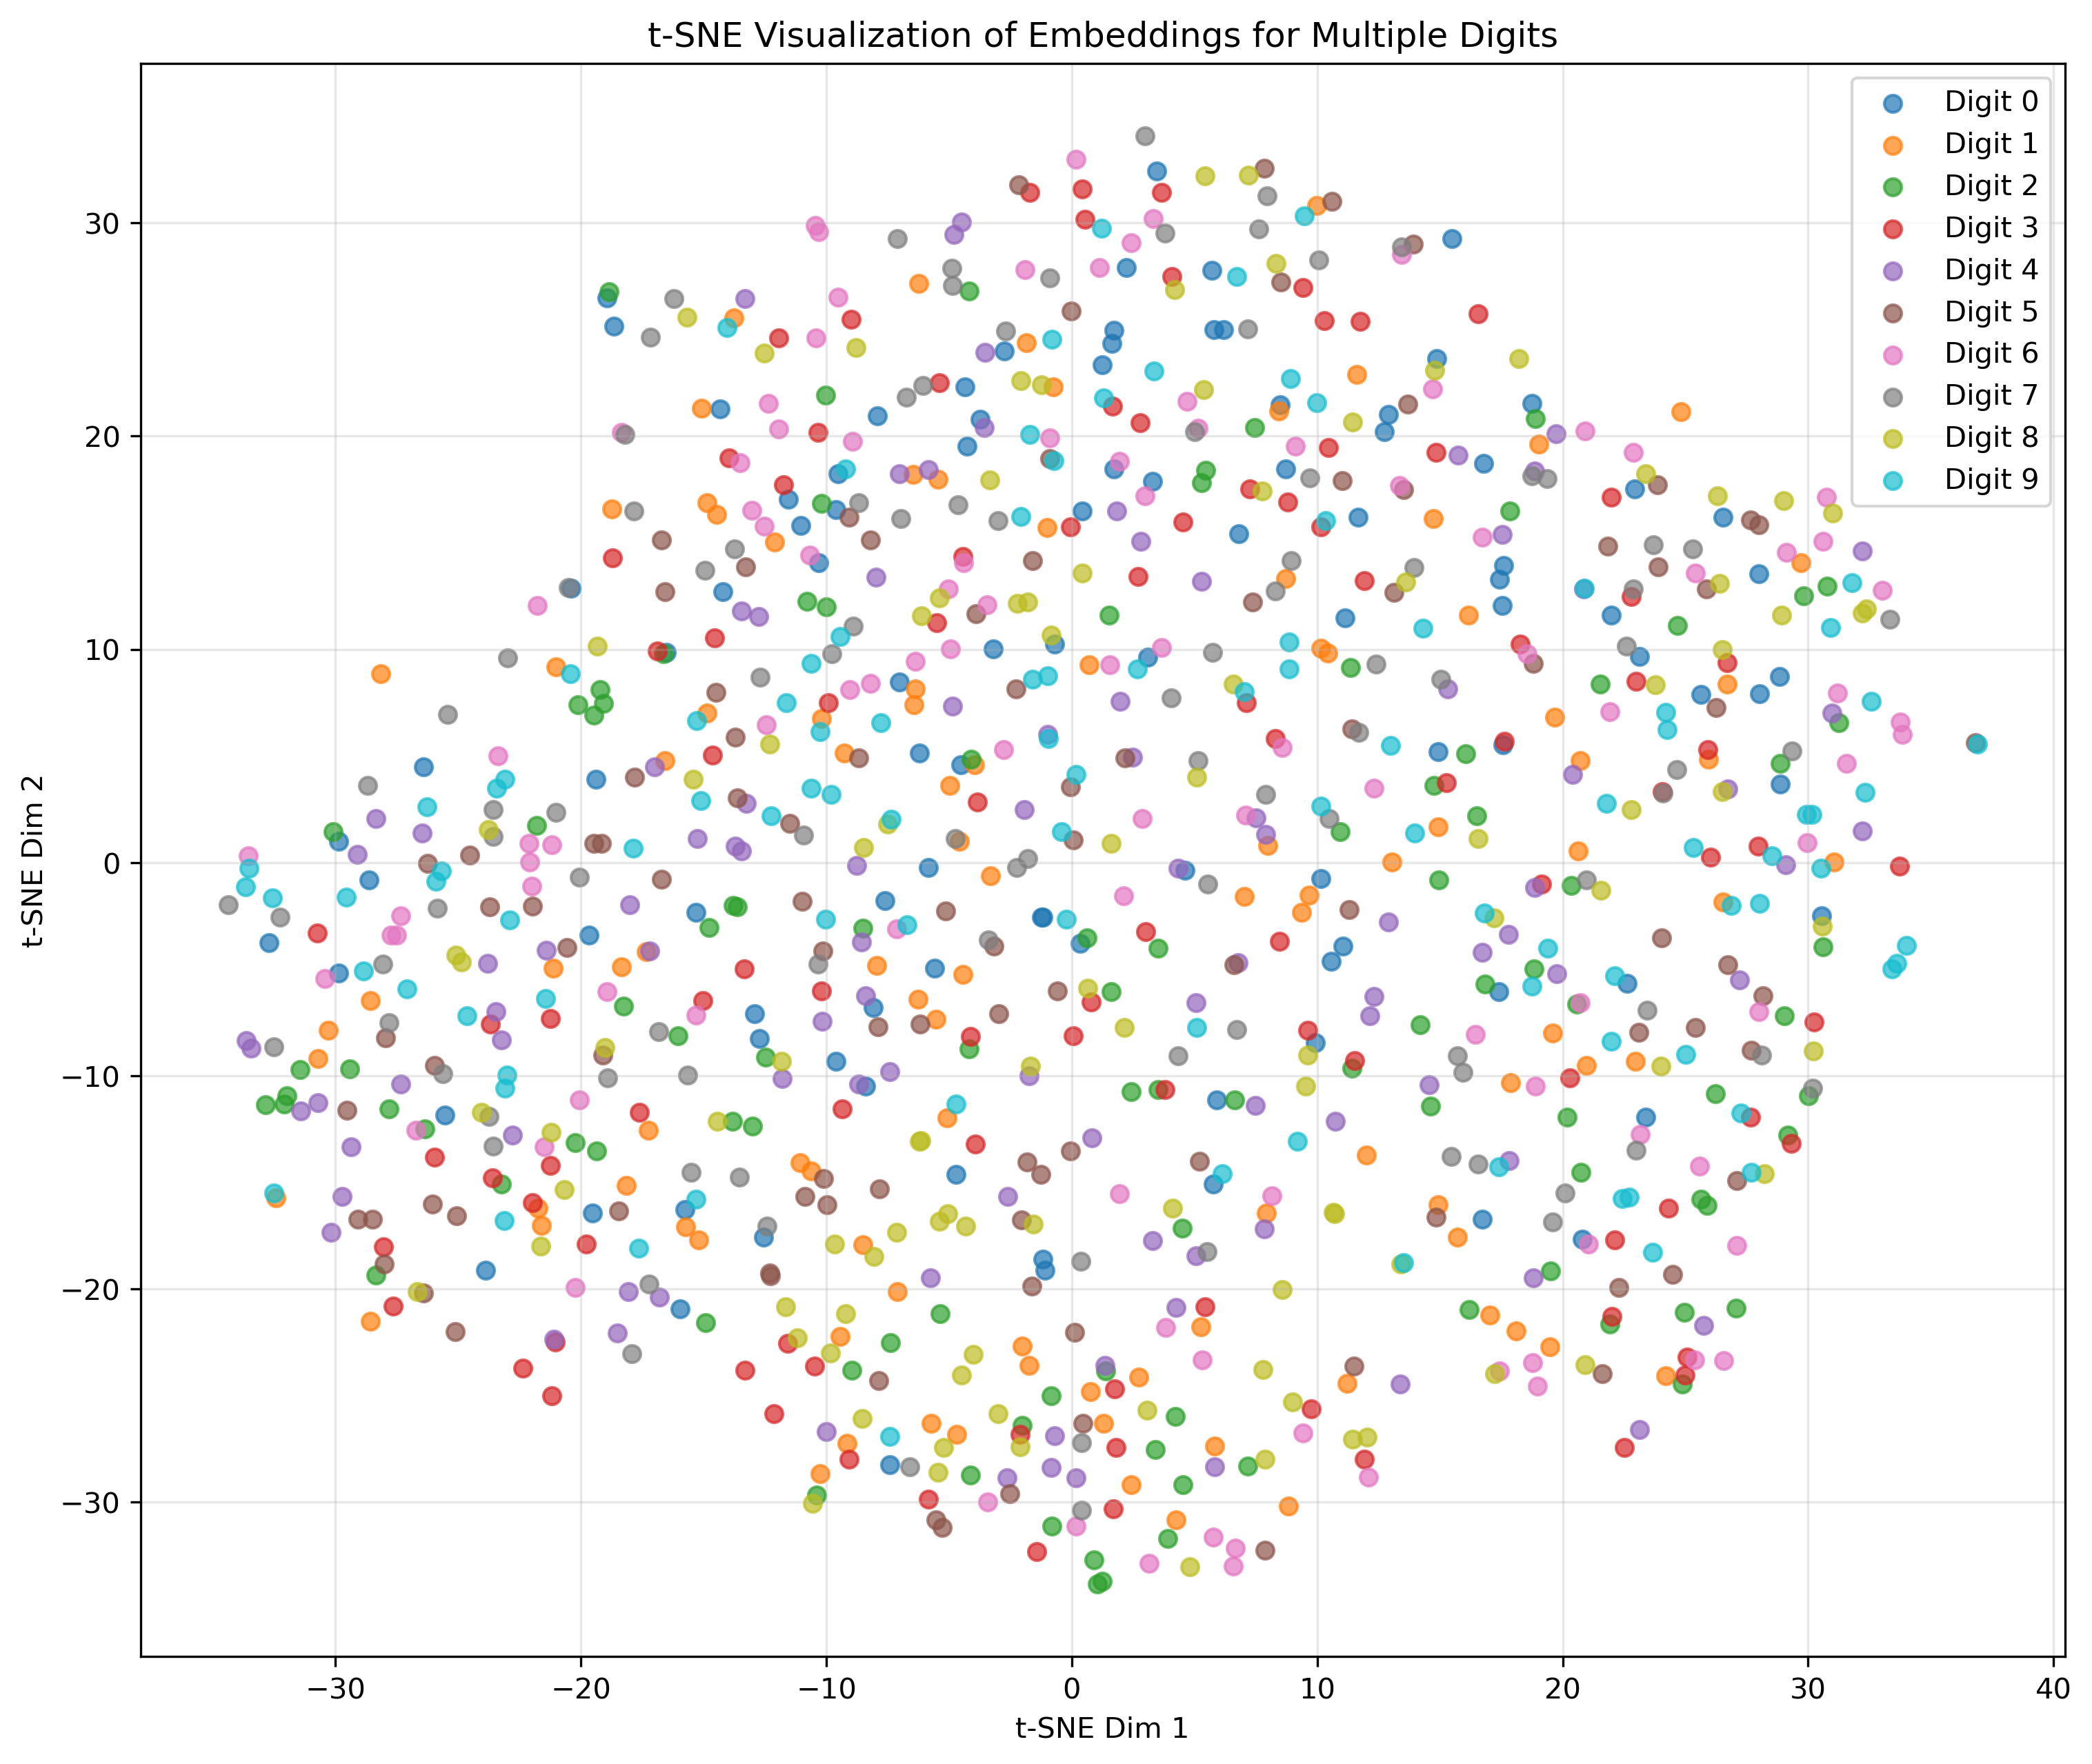 t-SNE Visualization of Embeddings for Multiple Digits
Digit 0
Digit 1
Digit 2
Digit 3
Digit 4
Digit 5
Digit 6
Digit 7
Digit 8
Digit 9
30
20
10
0
−10
−20
−30
t-SNE Dim 2
−30
−20
−10
0
10
20
30
40
t-SNE Dim 1